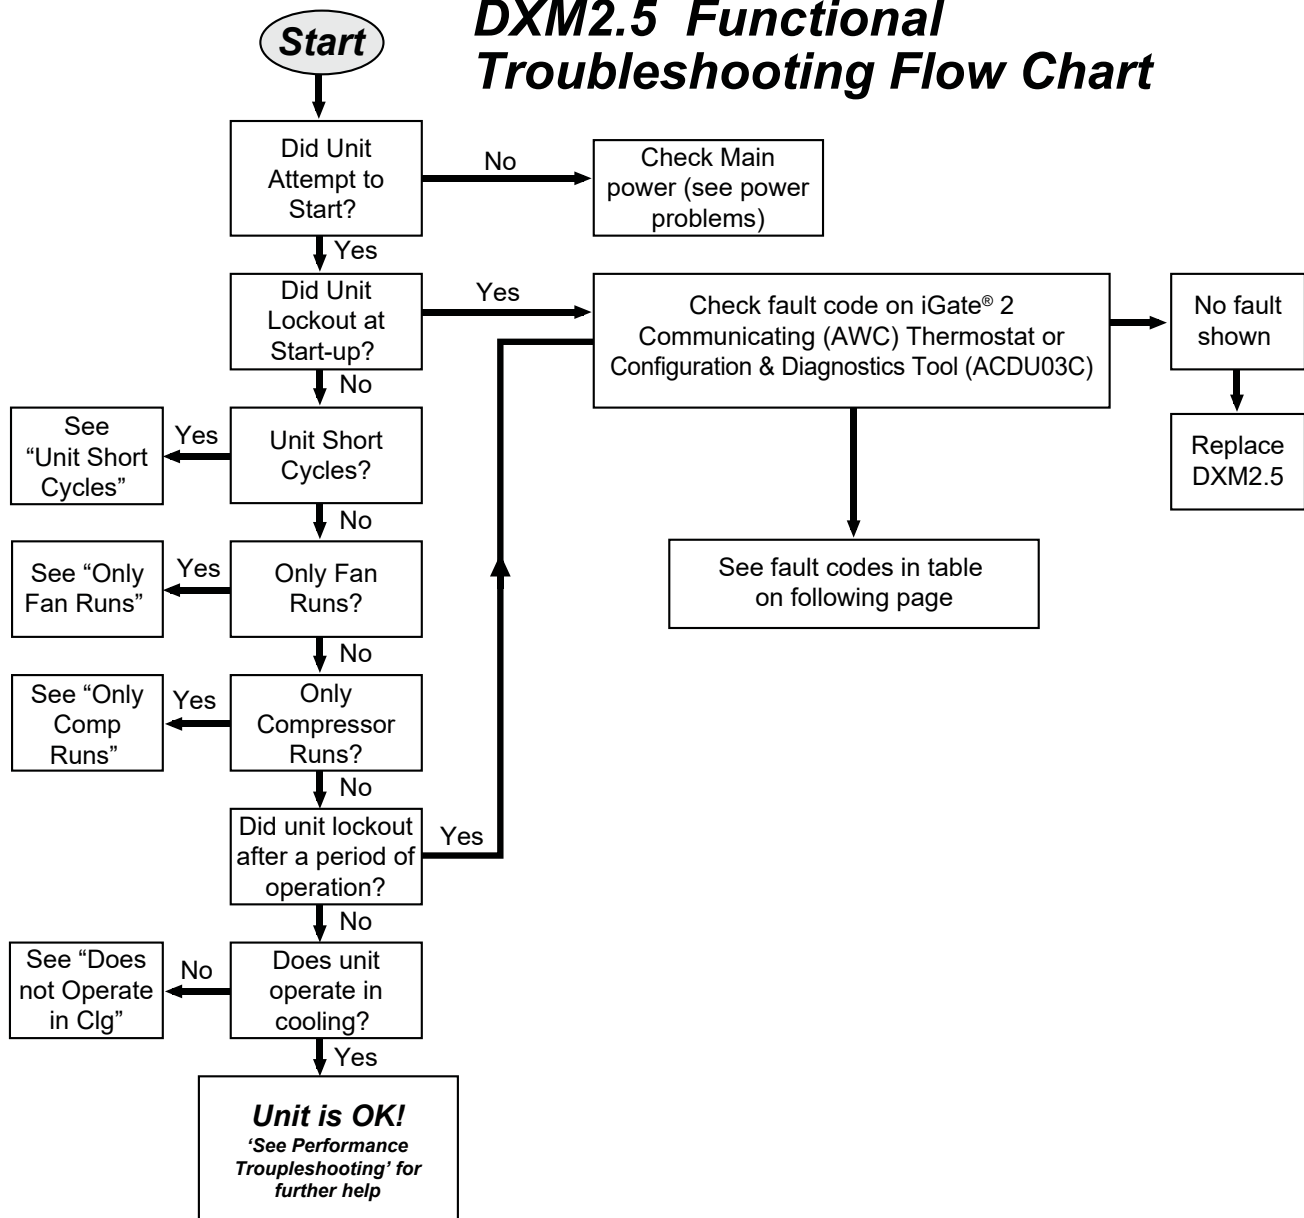 DXM2.5 Functional
Troubleshooting Flow Chart
Start
Did Unit
Attempt to
Start?
No
Check Main
power (see power
problems)
Yes
Did Unit
Lockout at
Start-up?
Yes
Check fault code on iGate® 2
Communicating (AWC) Thermostat or
Configuration & Diagnostics Tool (ACDU03C)
No fault
shown
Replace
DXM2.5
See fault codes in table
on following page
No
Unit Short
Cycles?
Yes
See
“Unit Short
Cycles”
No
Only Fan
Runs?
Yes
See “Only
Fan Runs”
No
Only
Compressor
Runs?
Yes
See “Only
Comp
Runs”
No
Did unit lockout
after a period of
operation?
Yes
No
Does unit
operate in
cooling?
No
See “Does
not Operate
in Clg”
Yes
Unit is OK!
‘See Performance
Troupleshooting’ for
further help